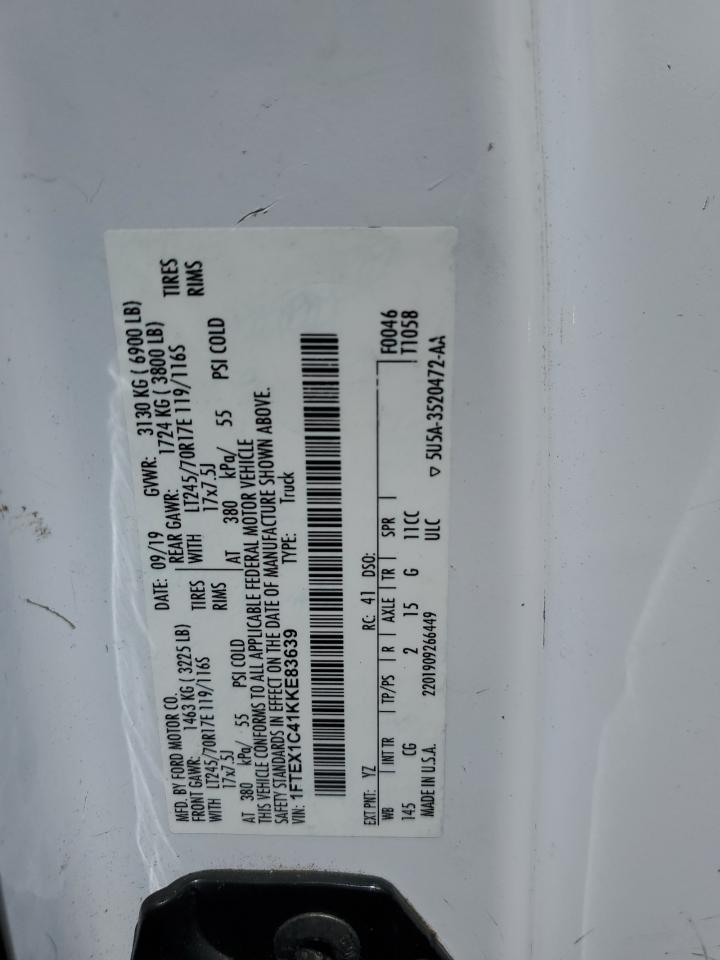 MFD. BY FORD MOTOR CO.
DATE: 09/19 GVWR: 3130 KG ( 6900 LB)
FRONT GAWR: 1463 KG ( 3225 LB) REAR GAWR: 1724 KG ( 3800 LB)
WITH LT245/70R17E 119/116S TIRES WITH LT245/70R17E 119/116S TIRES
17x7.5J RIMS 17x7.5J RIMS
AT 380 kPa/ 55 PSI COLD AT 380 kPa/ 55 PSI COLD
THIS VEHICLE CONFORMS TO ALL APPLICABLE FEDERAL MOTOR VEHICLE
SAFETY STANDARDS IN EFFECT ON THE DATE OF MANUFACTURE SHOWN ABOVE.
VIN: 1FTEX1C41KKE83639 TYPE: Truck
EXT PNT: YZ RC: 41 DSO: F0046
WB INT TR TP/PS R AXLE TR SPR T1058
145 CG 2 15 G 11CC
MADE IN U.S.A. 2201909266449 ULC ▽ 5U5A-3520472-AA